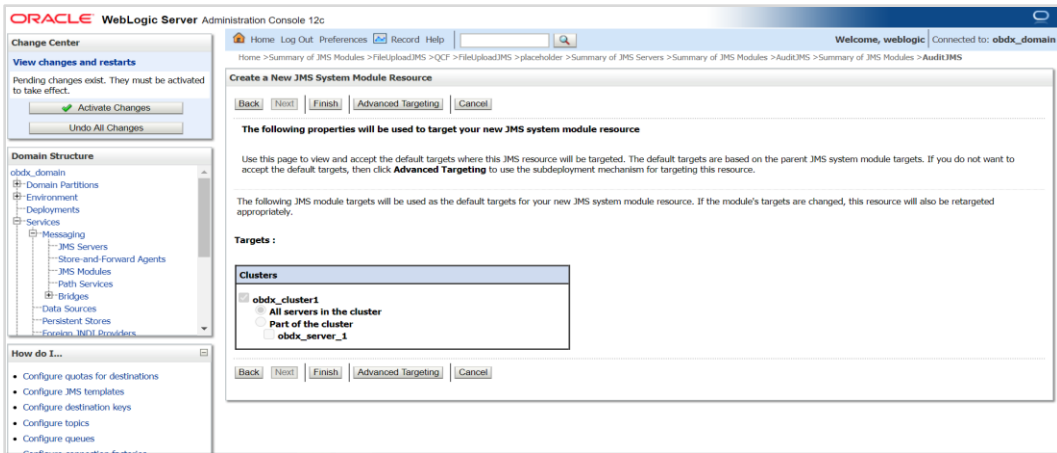 ORACLE WebLogic Server Administration Console 12c
Change Center
View changes and restarts
Pending changes exist. They must be activated
to take effect.
Activate Changes
Undo All Changes
Domain Structure
obdx_domain
Domain Partitions
Environment
Deployments
Services
Messaging
JMS Servers
Store-and-Forward Agents
JMS Modules
Path Services
Bridges
Data Sources
Persistent Stores
Foreign JNDI Providers
How do I...
Configure quotas for destinations
Configure JMS templates
Configure destination keys
Configure topics
Configure queues
Configure connection factories
Home Log Out Preferences Record Help
Welcome, weblogic Connected to: obdx_domain
Home >Summary of JMS Modules >FileUploadJMS >QCF >FileUploadJMS >placeholder >Summary of JMS Servers >Summary of JMS Modules >AuditJMS >Summary of JMS Modules >AuditJMS
Create a New JMS System Module Resource
Back Next Finish Advanced Targeting Cancel
The following properties will be used to target your new JMS system module resource
Use this page to view and accept the default targets where this JMS resource will be targeted. The default targets are based on the parent JMS system module targets. If you do not want to
accept the default targets, then click Advanced Targeting to use the subdeployment mechanism for targeting this resource.
The following JMS module targets will be used as the default targets for your new JMS system module resource. If the module's targets are changed, this resource will also be retargeted
appropriately.
Targets :
Clusters
obdx_cluster1
All servers in the cluster
Part of the cluster
obdx_server_1
Back Next Finish Advanced Targeting Cancel